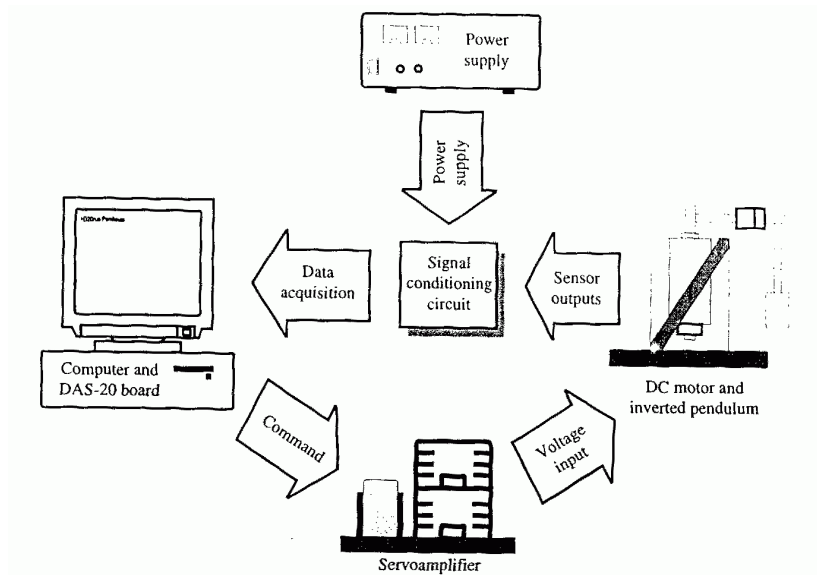 Power
supply
Power
supply
Data
acquisition
Signal
conditioning
circuit
Sensor
outputs
Computer and
DAS-20 board
DC motor and
inverted pendulum
Command
Voltage
input
Servoamplifier